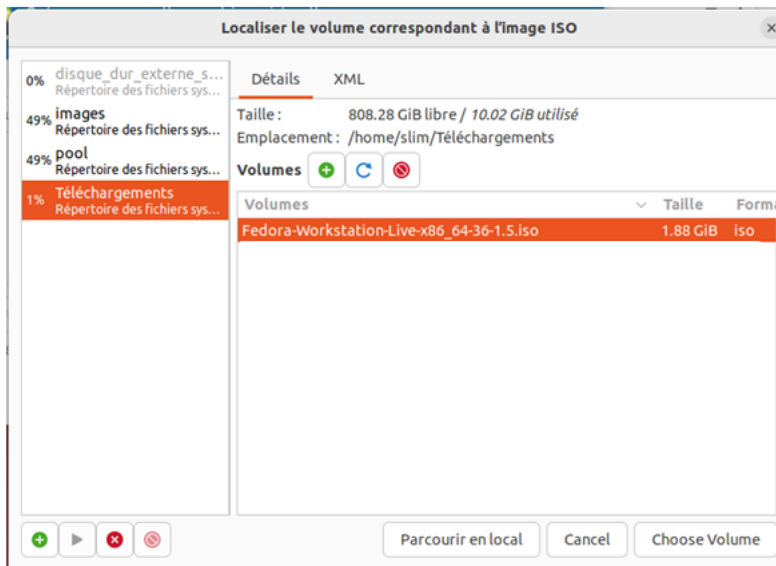 Localiser le volume correspondant à l'image ISO
0% disque_dur_externe_s...
Répertoire des fichiers sys...
49% images
Répertoire des fichiers sys...
49% pool
Répertoire des fichiers sys...
1% Téléchargements
Répertoire des fichiers sys...
Détails XML
Taille : 808.28 GiB libre / 10.02 GiB utilisé
Emplacement : /home/slim/Téléchargements
Volumes
Volumes Taille Forma
Fedora-Workstation-Live-x86_64-36-1.5.iso 1.88 GiB iso
Parcourir en local Cancel Choose Volume